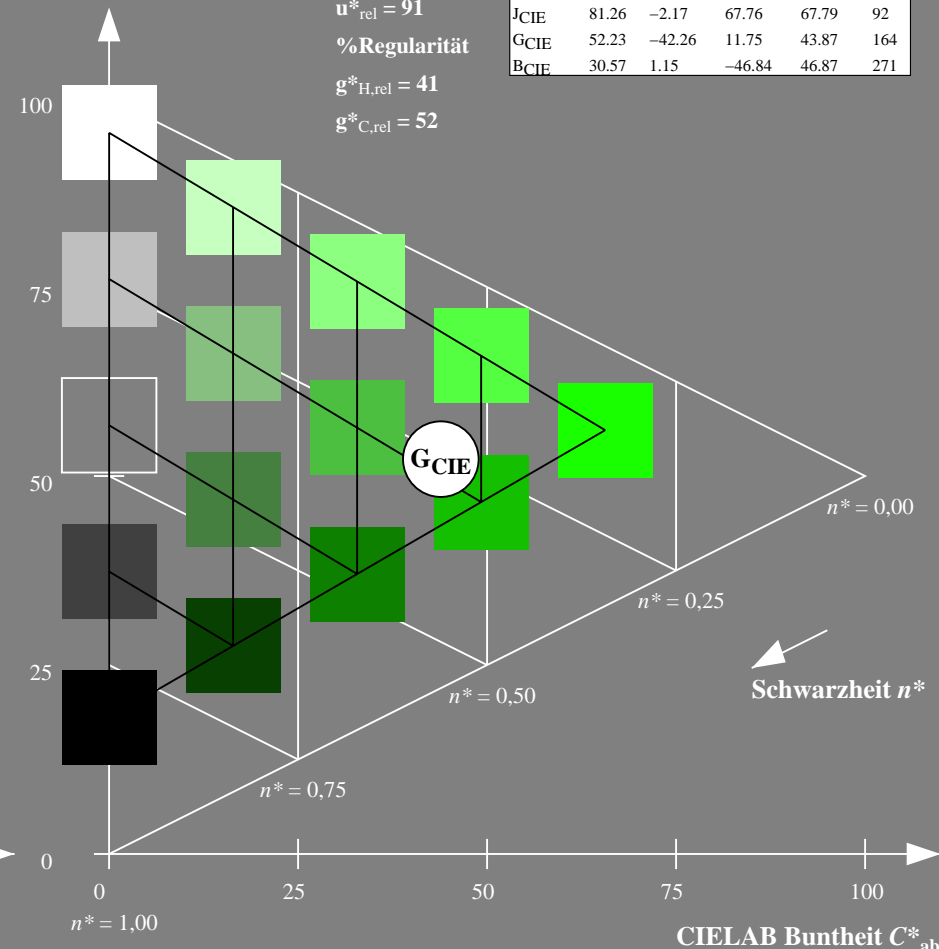 u*rel = 91
%Regularität
g*H,rel = 41
g*C,rel = 52
JCIE 81.26 −2.17 67.76 67.79 92
GCIE 52.23 −42.26 11.75 43.87 164
BCIE 30.57 1.15 −46.84 46.87 271
100
75
50
25
0
GCIE
n* = 0,00
n* = 0,25
Schwarzheit n*
n* = 0,50
n* = 0,75
0 25 50 75 100
n* = 1,00
CIELAB Buntheit C*ab